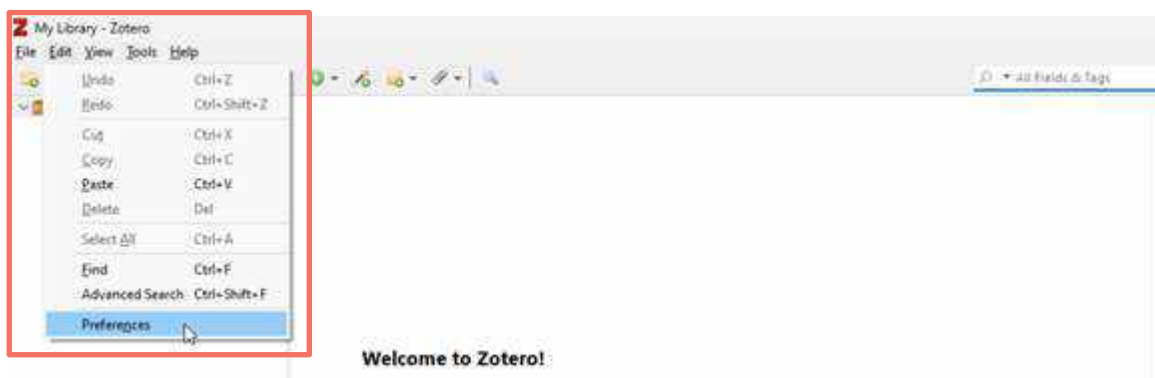 My Library - Zotero
File Edit View Tools Help
Undo Ctrl+Z
Redo Ctrl+Shift+Z
Cut Ctrl+X
Copy Ctrl+C
Paste Ctrl+V
Delete Del
Select All Ctrl+A
Find Ctrl+F
Advanced Search Ctrl+Shift+F
Preferences
All Fields & Tags
Welcome to Zotero!